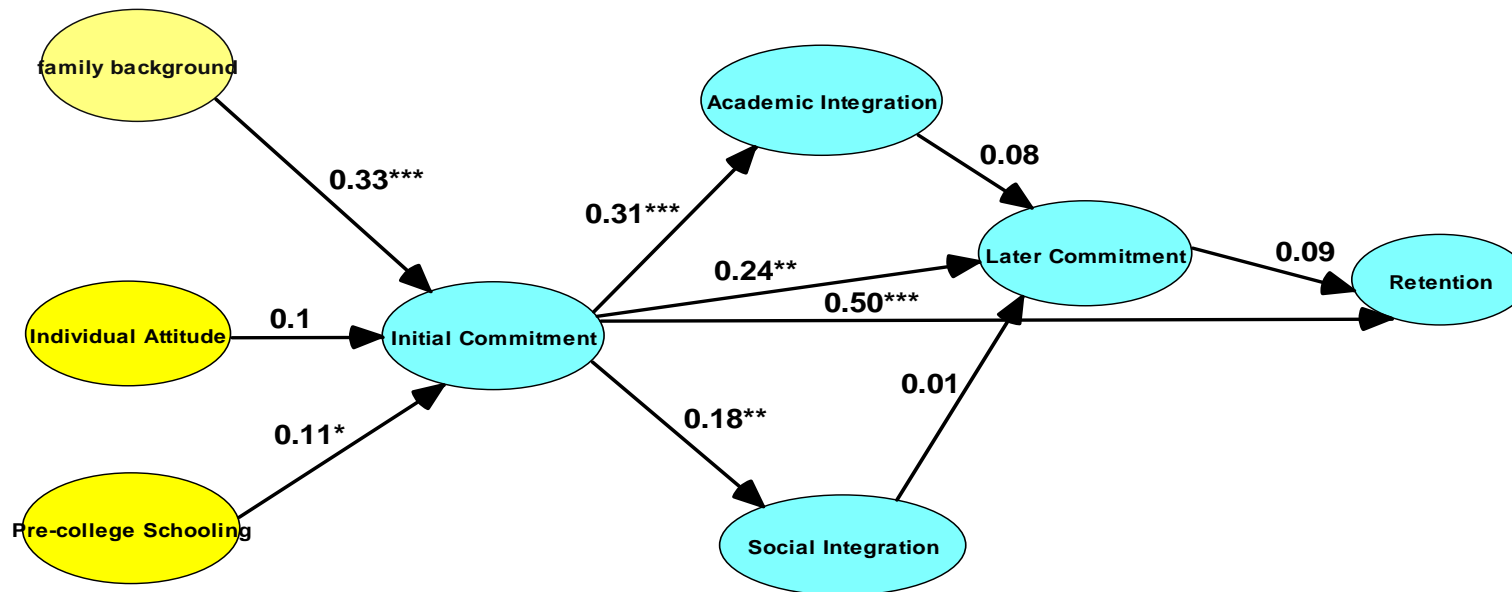 family background
Academic Integration
0.08
0.33***
0.31***
Later Commitment
0.09
0.24**
Retention
0.50***
Individual Attitude
0.1
Initial Commitment
0.01
0.18**
0.11*
Pre-college Schooling
Social Integration